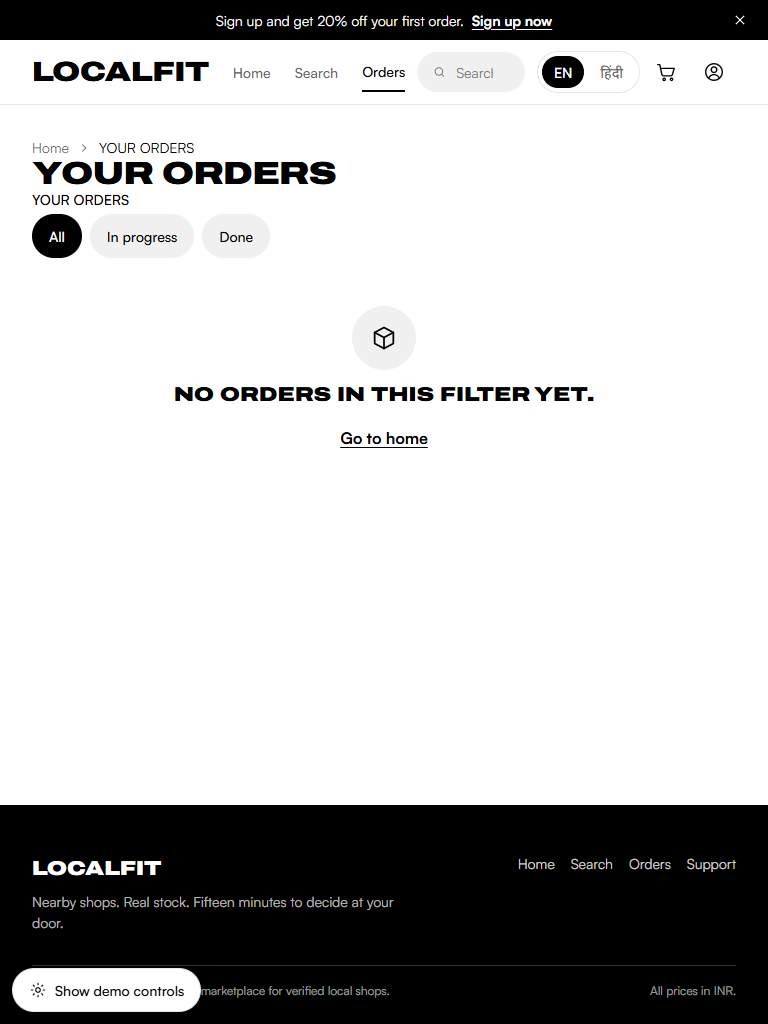 Sign up and get 20% off your first order. Sign up now
LOCALFIT
Home
Search
Orders
Searcl
EN
हिंदी
Home
YOUR ORDERS
YOUR ORDERS
YOUR ORDERS
All
In progress
Done
NO ORDERS IN THIS FILTER YET.
Go to home
LOCALFIT
Home
Search
Orders
Support
Nearby shops. Real stock. Fifteen minutes to decide at your
door.
Show demo controls
marketplace for verified local shops.
All prices in INR.